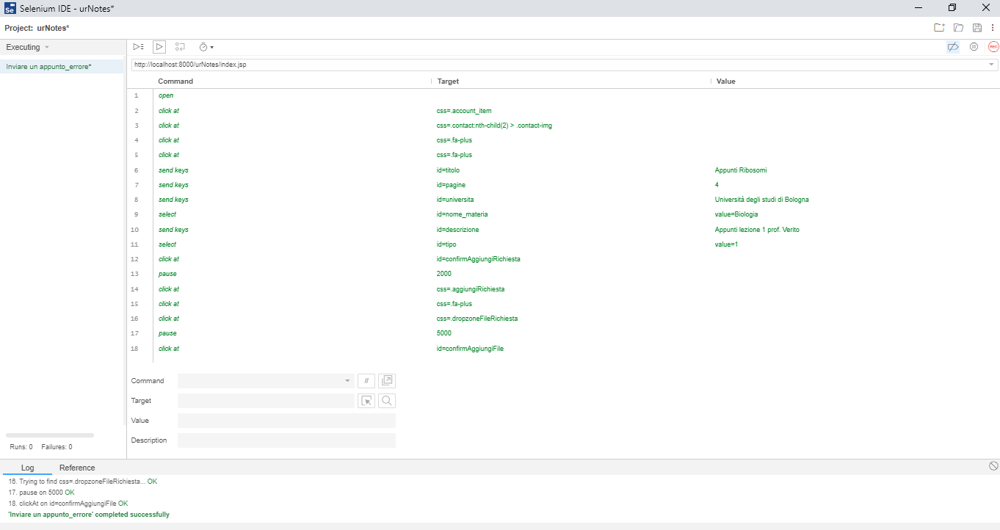 Selenium IDE - urNotes*
Project: urNotes*
Executing
Inviare un appunto_errore*
http://localhost:8000/urNotes/index.jsp
REC
Command Target Value
1 open
2 click at css=.account_item
3 click at css=.contact:nth-child(2) > .contact-img
4 click at css=.fa-plus
5 click at css=.fa-plus
6 send keys id=titolo Appunti Ribosomi
7 send keys id=pagine 4
8 send keys id=universita Università degli studi di Bologna
9 select id=nome_materia value=Biologia
10 send keys id=descrizione Appunti lezione 1 prof. Verito
11 select id=tipo value=1
12 click at id=confirmAggiungiRichiesta
13 pause 2000
14 click at css=.aggiungiRichiesta
15 click at css=.fa-plus
16 click at css=.dropzoneFileRichiesta
17 pause 5000
18 click at id=confirmAggiungiFile
Command //
Target
Value
Description
Runs: 0 Failures: 0
Log Reference
16. Trying to find css=.dropzoneFileRichiesta... OK
17. pause on 5000 OK
18. clickAt on id=confirmAggiungiFile OK
'Inviare un appunto_errore' completed successfully